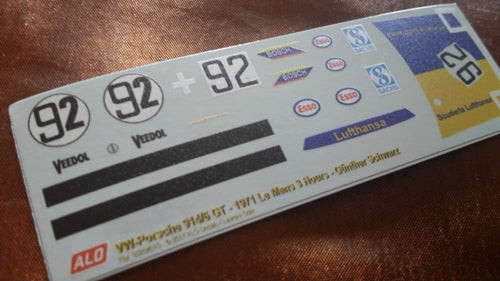 92
92
92
BOSCH
BOSCH
Esso
Esso
Esso
Esso
S
SACHS
S
SACHS
92
Scuderia Lufthansa
VEEDOL
VEEDOL
Lufthansa
ALO
VW-Porsche 914/6 GT - 1971 Le Mans 3 Hours - Günther Schwarz